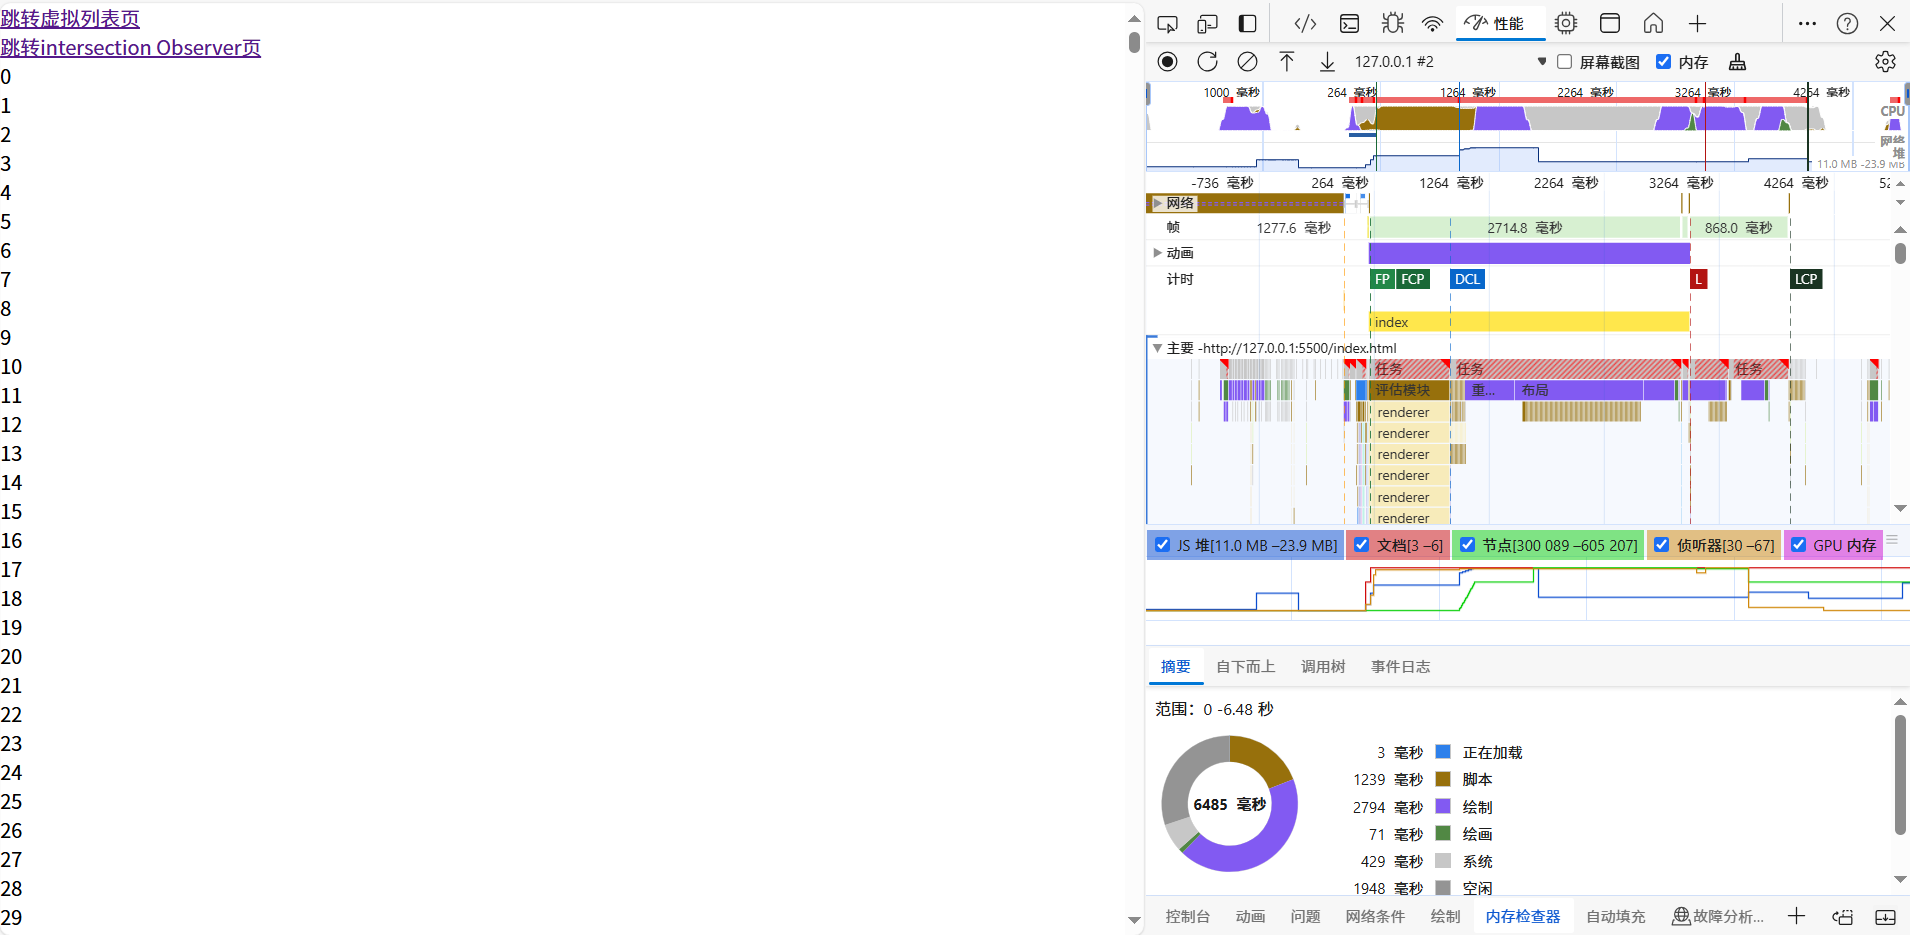 跳转虚拟列表页
跳转intersection Observer页
0
1
2
3
4
5
6
7
8
9
10
11
12
13
14
15
16
17
18
19
20
21
22
23
24
25
26
27
28
29
性能
127.0.0.1 #2
屏幕截图
内存
1000 毫秒 264 毫秒 1264 毫秒 2264 毫秒 3264 毫秒 4264 毫秒
CPU
网络
堆
11.0 MB -23.9 MB
-736 毫秒 264 毫秒 1264 毫秒 2264 毫秒 3264 毫秒 4264 毫秒
网络
帧 1277.6 毫秒 2714.8 毫秒 868.0 毫秒
动画
计时 FP FCP DCL L LCP
index
主要 -http://127.0.0.1:5500/index.html
任务 任务 任务
评估模块 重... 布局
renderer
renderer
renderer
renderer
renderer
renderer
JS 堆[11.0 MB –23.9 MB] 文档[3 –6] 节点[300 089 –605 207] 侦听器[30 –67] GPU 内存
摘要 自下而上 调用树 事件日志
范围：0 -6.48 秒
6485 毫秒
3 毫秒 正在加载
1239 毫秒 脚本
2794 毫秒 绘制
71 毫秒 绘画
429 毫秒 系统
1948 毫秒 空闲
控制台 动画 问题 网络条件 绘制 内存检查器 自动填充 故障分析...